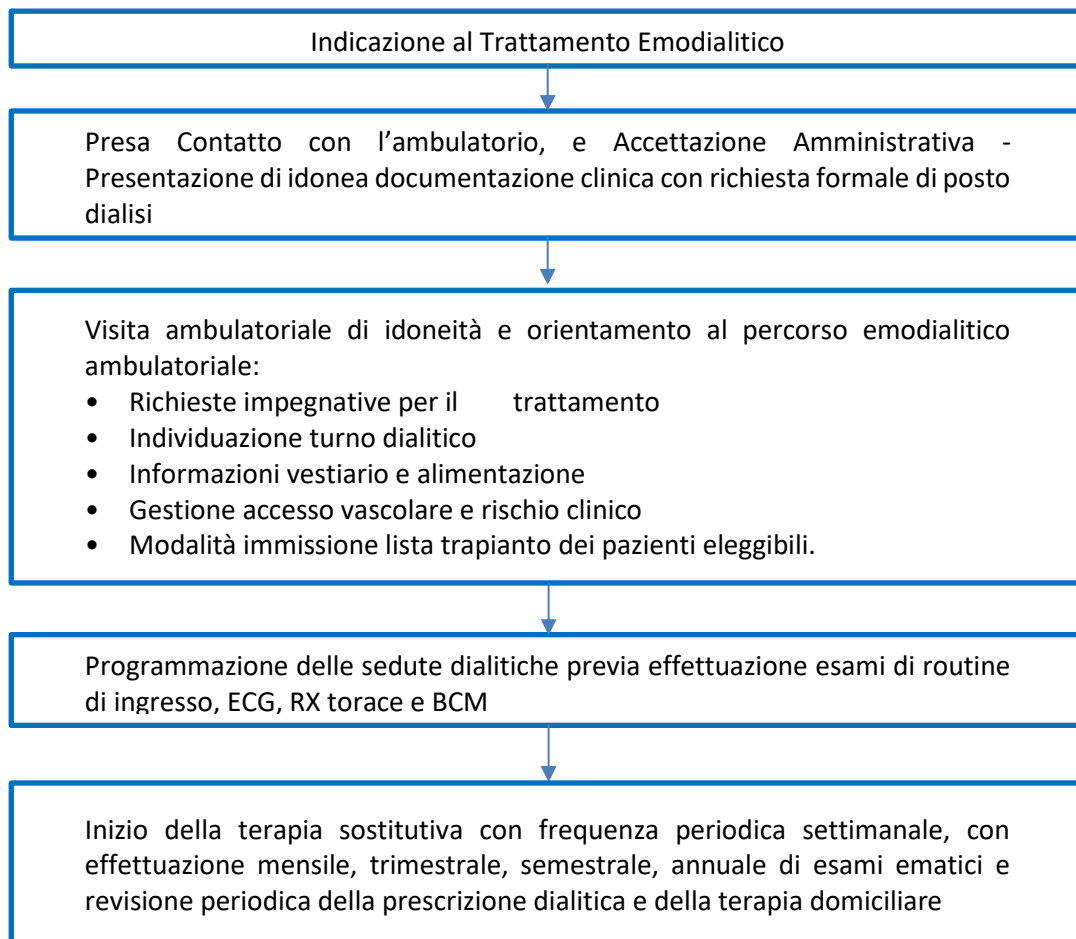 Indicazione al Trattamento Emodialitico
Presa Contatto con l’ambulatorio, e Accettazione Amministrativa -
Presentazione di idonea documentazione clinica con richiesta formale di posto
dialisi
Visita ambulatoriale di idoneità e orientamento al percorso emodialitico
ambulatoriale:
• Richieste impegnative per il trattamento
• Individuazione turno dialitico
• Informazioni vestiario e alimentazione
• Gestione accesso vascolare e rischio clinico
• Modalità immissione lista trapianto dei pazienti eleggibili.
Programmazione delle sedute dialitiche previa effettuazione esami di routine
di ingresso, ECG, RX torace e BCM
Inizio della terapia sostitutiva con frequenza periodica settimanale, con
effettuazione mensile, trimestrale, semestrale, annuale di esami ematici e
revisione periodica della prescrizione dialitica e della terapia domiciliare